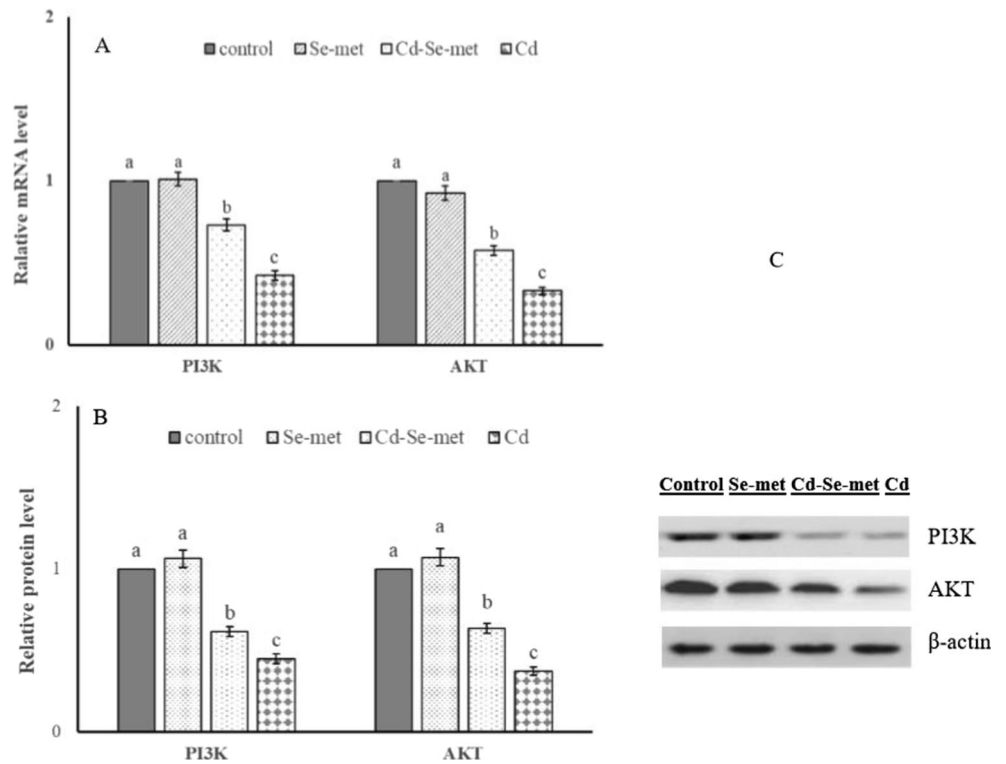 2
A
control Se-met Cd-Se-met Cd
Ralative mRNA level
a a a a
1
b b
c c
0
PI3K AKT
C
2
B
control Se-met Cd-Se-met Cd
Relative protein level
a a a a
1
b b
c c
0
PI3K AKT
Control Se-met Cd-Se-met Cd
PI3K
AKT
β-actin